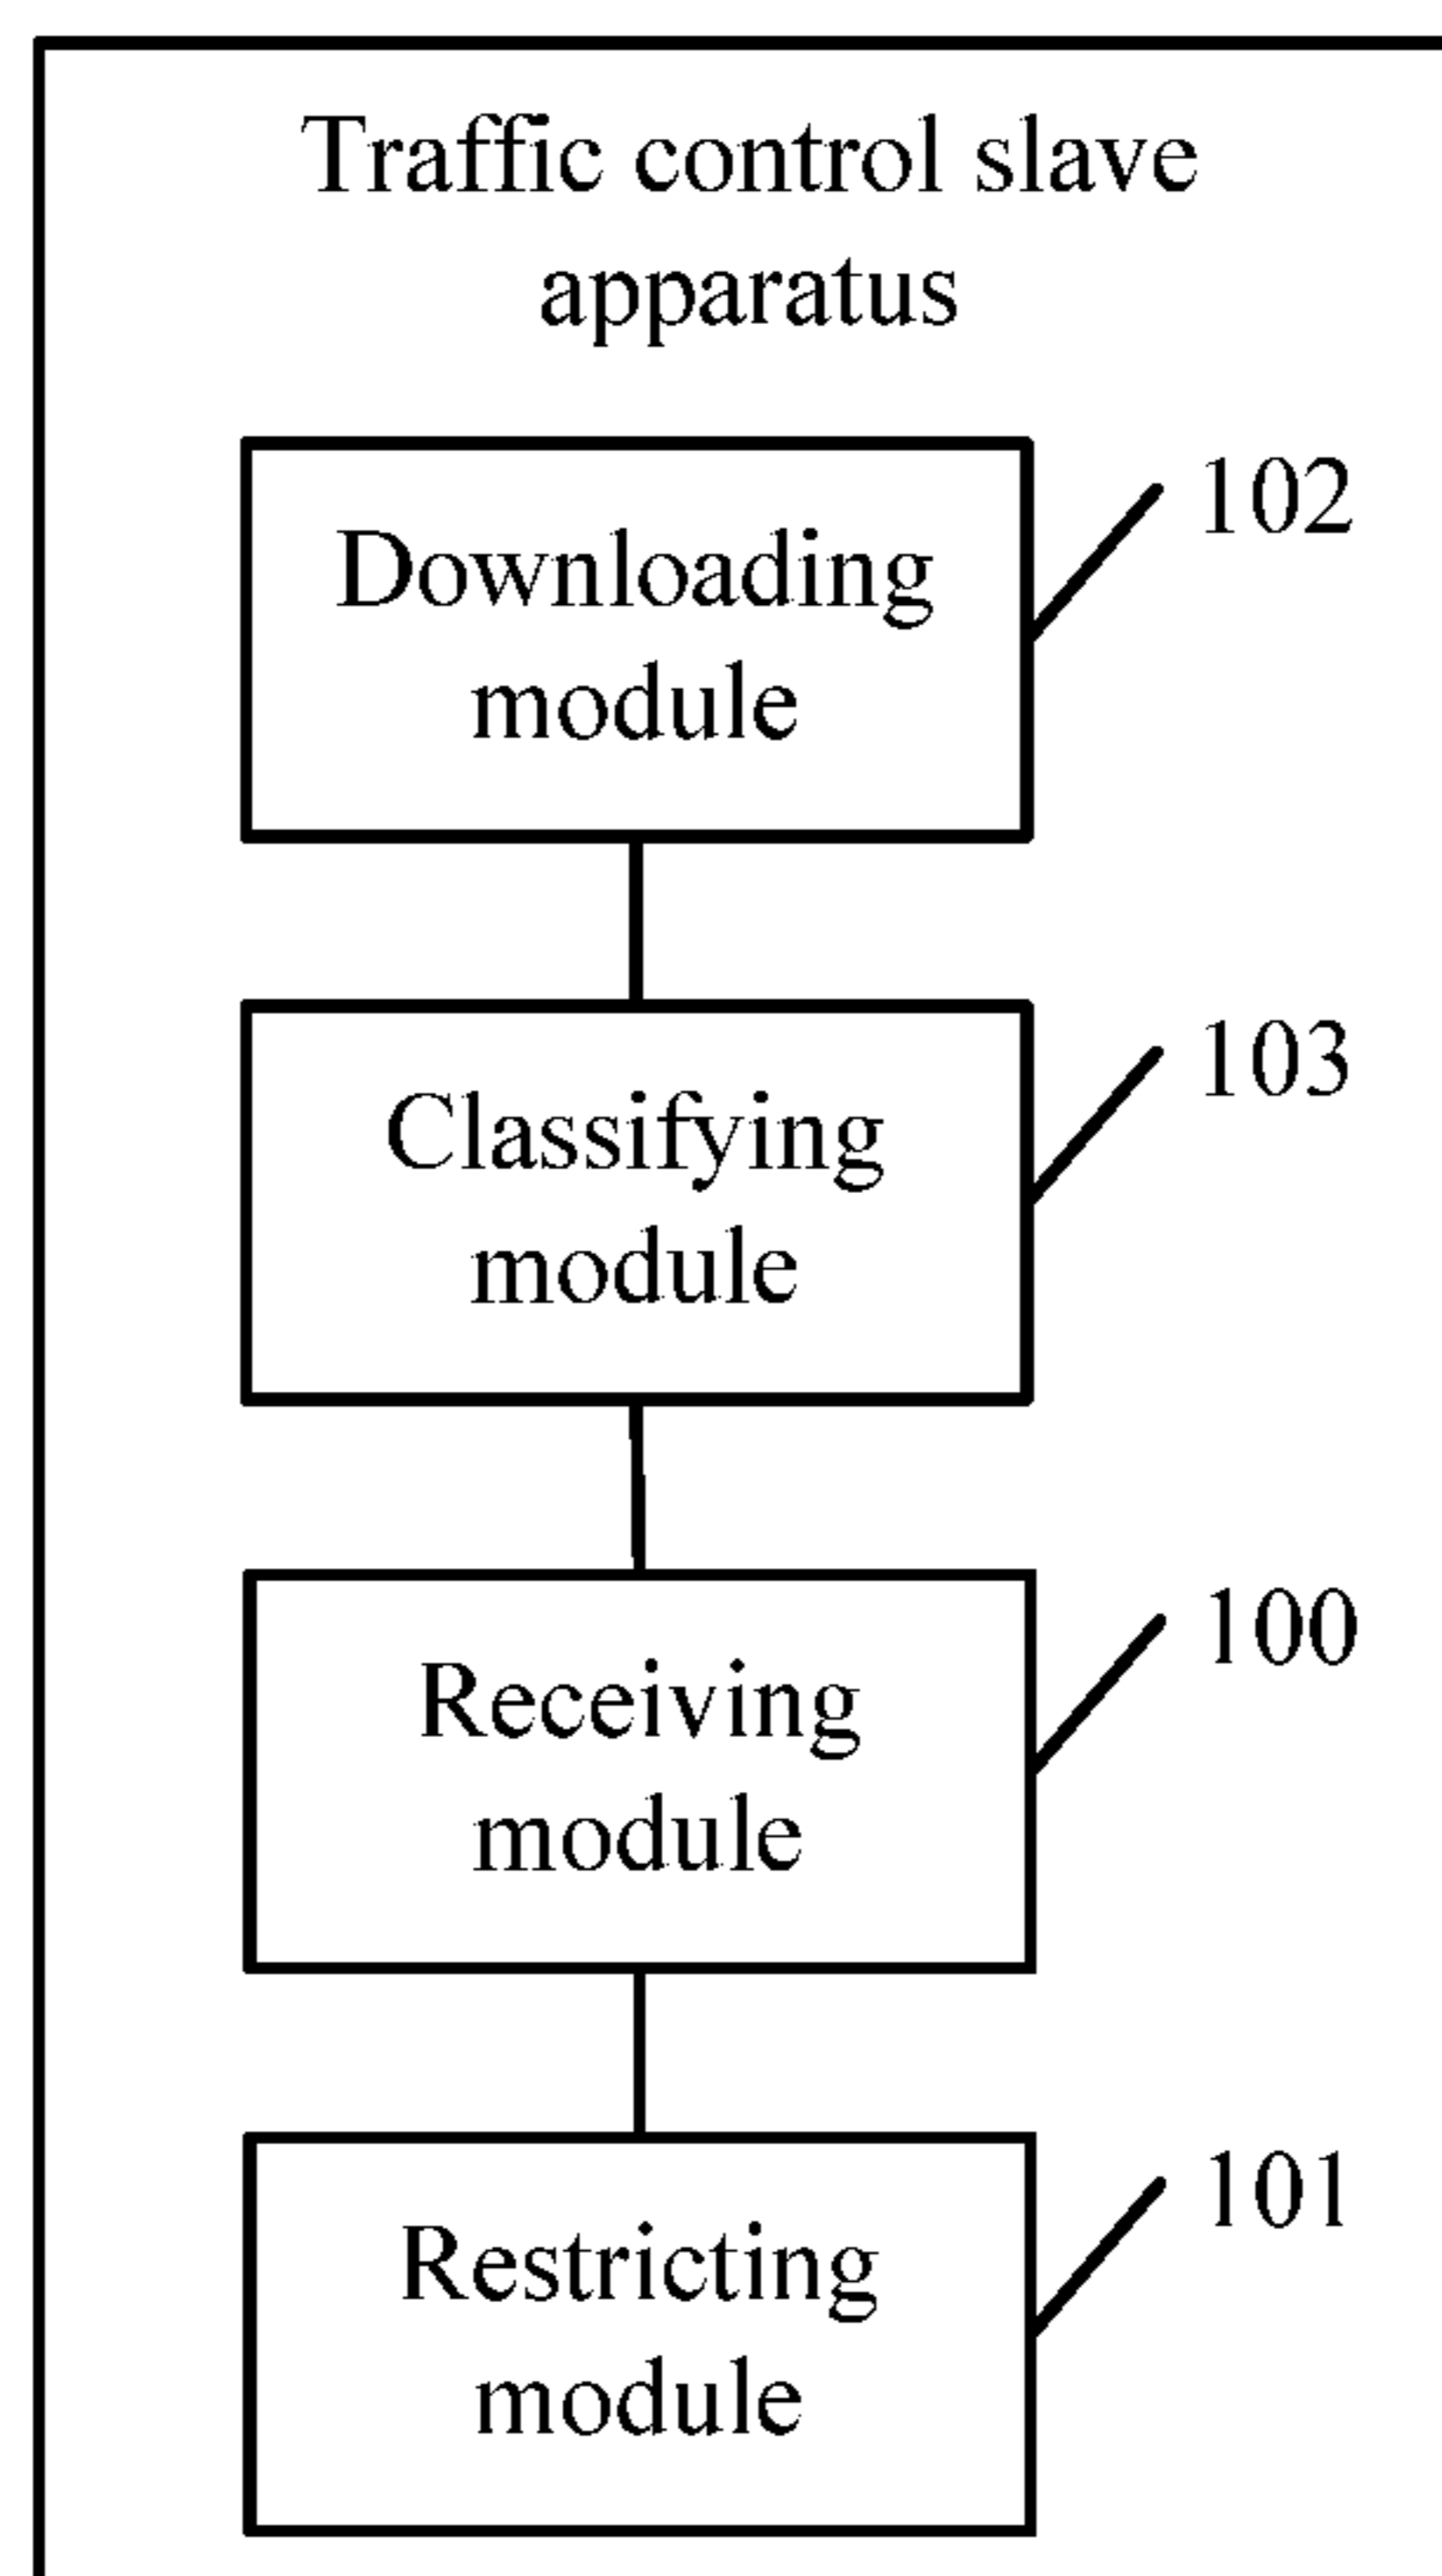 Traffic control slave
apparatus
Downloading
module
102
Classifying
module
103
Receiving
module
100
Restricting
module
101